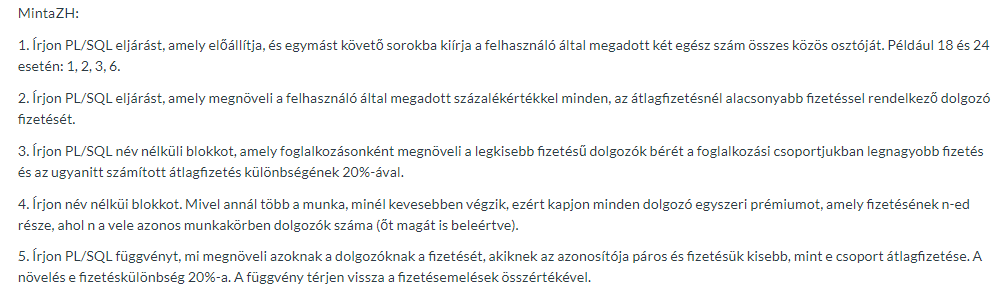 MintaZH:
1. Írjon PL/SQL eljárást, amely előállítja, és egymást követő sorokba kiírja a felhasználó által megadott két egész szám összes közös osztóját. Például 18 és 24
esetén: 1, 2, 3, 6.
2. Írjon PL/SQL eljárást, amely megnöveli a felhasználó által megadott százalékértékkel minden, az átlagfizetésnél alacsonyabb fizetéssel rendelkező dolgozó
fizetését.
3. Írjon PL/SQL név nélküli blokkot, amely foglalkozásonként megnöveli a legkisebb fizetésű dolgozók bérét a foglalkozási csoportjukban legnagyobb fizetés
és az ugyanitt számított átlagfizetés különbségének 20%-ával.
4. Írjon név nélküi blokkot. Mivel annál több a munka, minél kevesebben végzik, ezért kapjon minden dolgozó egyszeri prémiumot, amely fizetésének n-ed
része, ahol n a vele azonos munkakörben dolgozók száma (őt magát is beleértve).
5. Írjon PL/SQL függvényt, mi megnöveli azoknak a dolgozóknak a fizetését, akiknek az azonosítója páros és fizetésük kisebb, mint e csoport átlagfizetése. A
növelés e fizetéskülönbség 20%-a. A függvény térjen vissza a fizetésemelések összértékével.